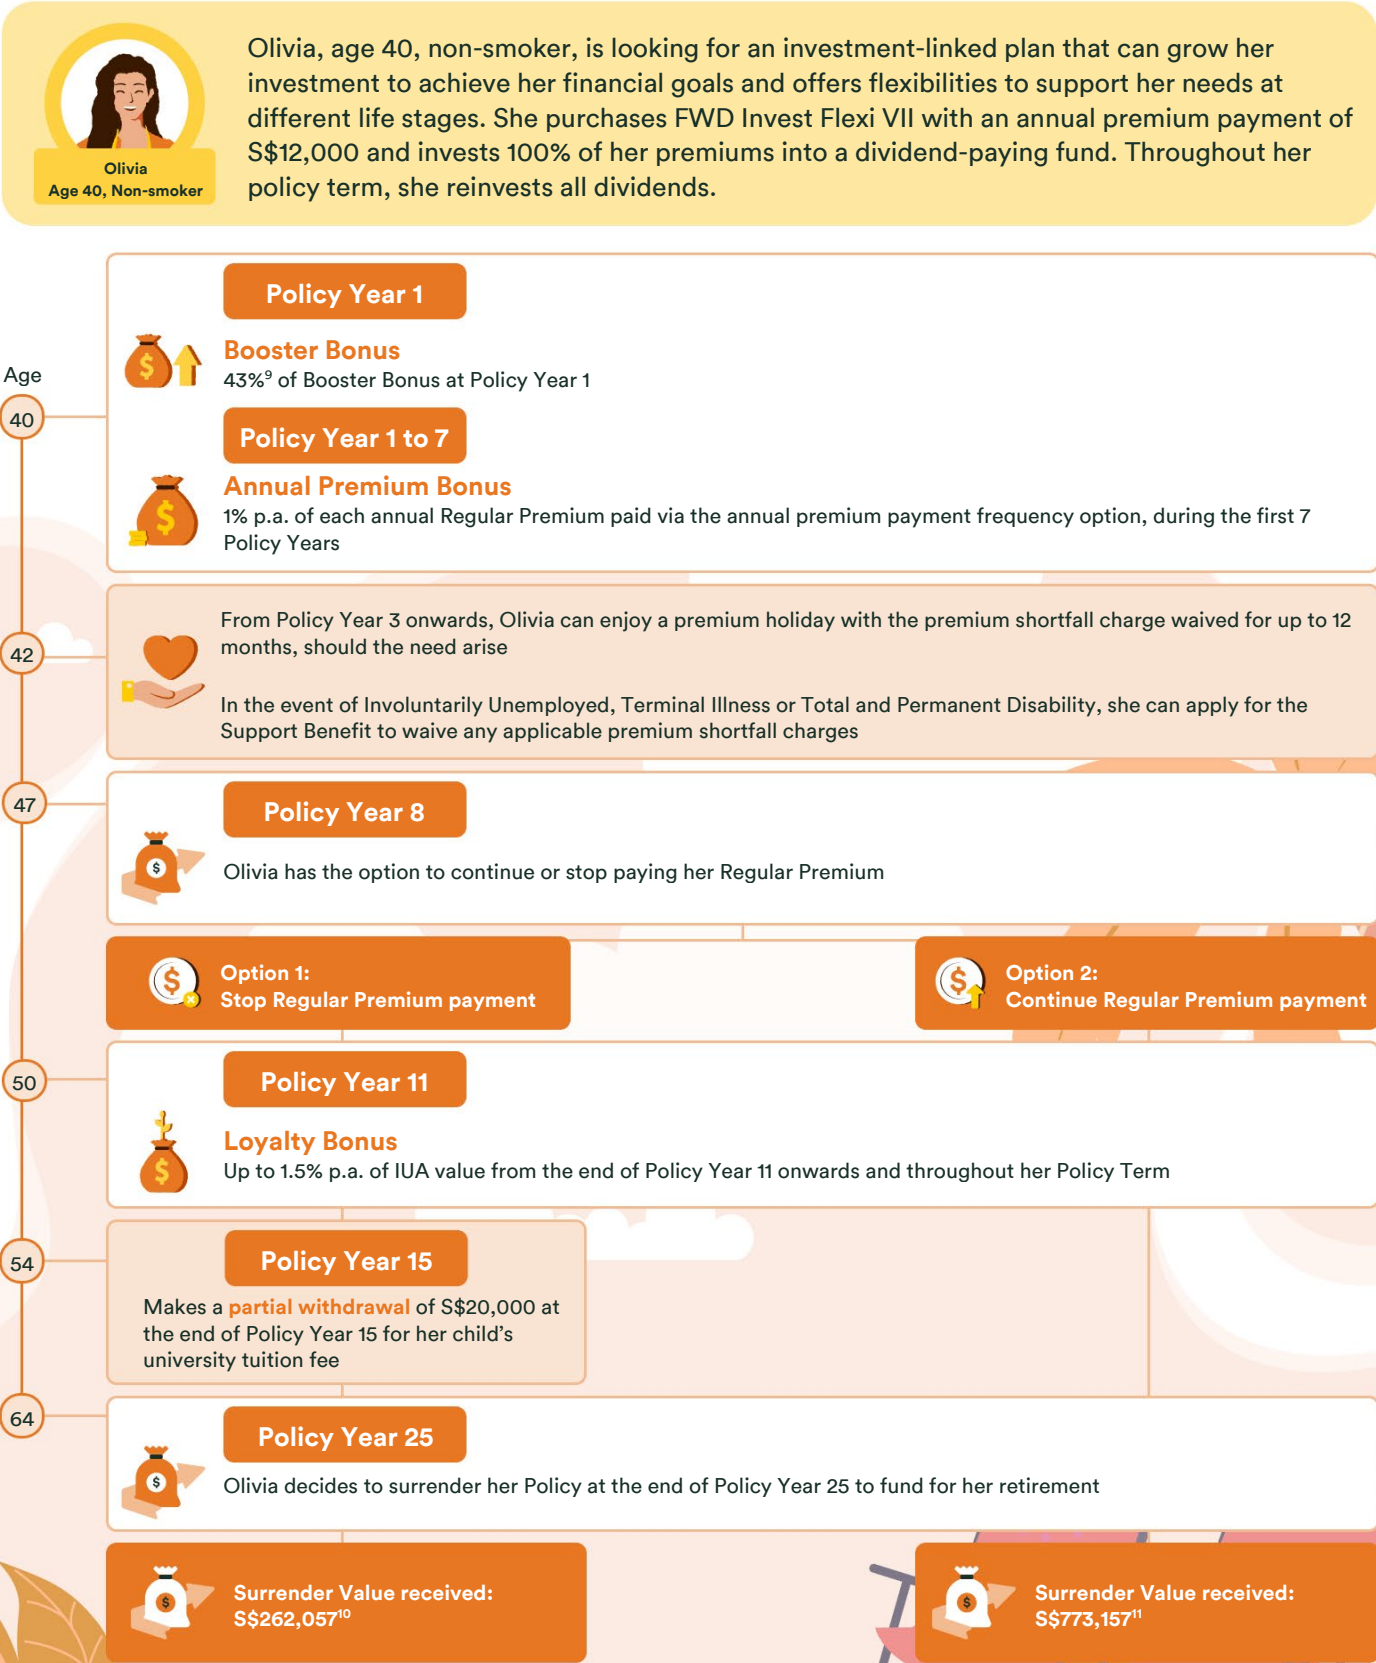 Olivia, age 40, non-smoker, is looking for an investment-linked plan that can grow her
investment to achieve her financial goals and offers flexibilities to support her needs at
different life stages. She purchases FWD Invest Flexi VII with an annual premium payment of
S$12,000 and invests 100% of her premiums into a dividend-paying fund. Throughout her
policy term, she reinvests all dividends.
Olivia
Age 40, Non-smoker
Age
40
Policy Year 1
Booster Bonus
43%⁹ of Booster Bonus at Policy Year 1
Policy Year 1 to 7
Annual Premium Bonus
1% p.a. of each annual Regular Premium paid via the annual premium payment frequency option, during the first 7
Policy Years
42
From Policy Year 3 onwards, Olivia can enjoy a premium holiday with the premium shortfall charge waived for up to 12
months, should the need arise
In the event of Involuntarily Unemployed, Terminal Illness or Total and Permanent Disability, she can apply for the
Support Benefit to waive any applicable premium shortfall charges
47
Policy Year 8
Olivia has the option to continue or stop paying her Regular Premium
Option 1:
Stop Regular Premium payment
Option 2:
Continue Regular Premium payment
50
Policy Year 11
Loyalty Bonus
Up to 1.5% p.a. of IUA value from the end of Policy Year 11 onwards and throughout her Policy Term
54
Policy Year 15
Makes a partial withdrawal of S$20,000 at
the end of Policy Year 15 for her child's
university tuition fee
64
Policy Year 25
Olivia decides to surrender her Policy at the end of Policy Year 25 to fund for her retirement
Surrender Value received:
S$262,057¹⁰
Surrender Value received:
S$773,157¹¹